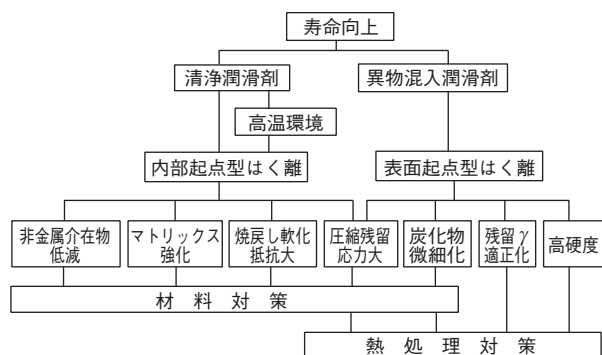 寿命向上
清浄潤滑剤
異物混入潤滑剤
高温環境
内部起点型はく離
表面起点型はく離
非金属介在物
低減
マトリックス
強化
焼戻し軟化
抵抗大
圧縮残留
応力大
炭化物
微細化
残留γ
適正化
高硬度
材料対策
熱処理対策